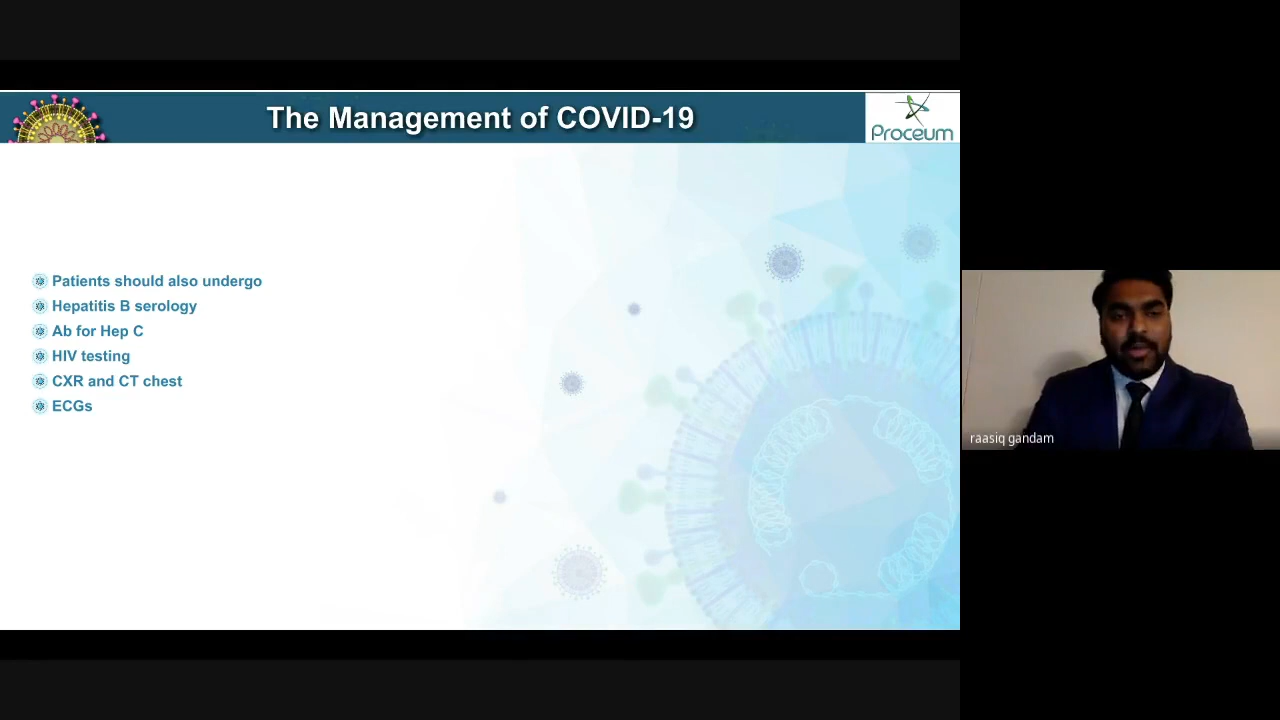 The Management of COVID-19
Proceum
Patients should also undergo
Hepatitis B serology
Ab for Hep C
HIV testing
CXR and CT chest
ECGs
raasiq gandam